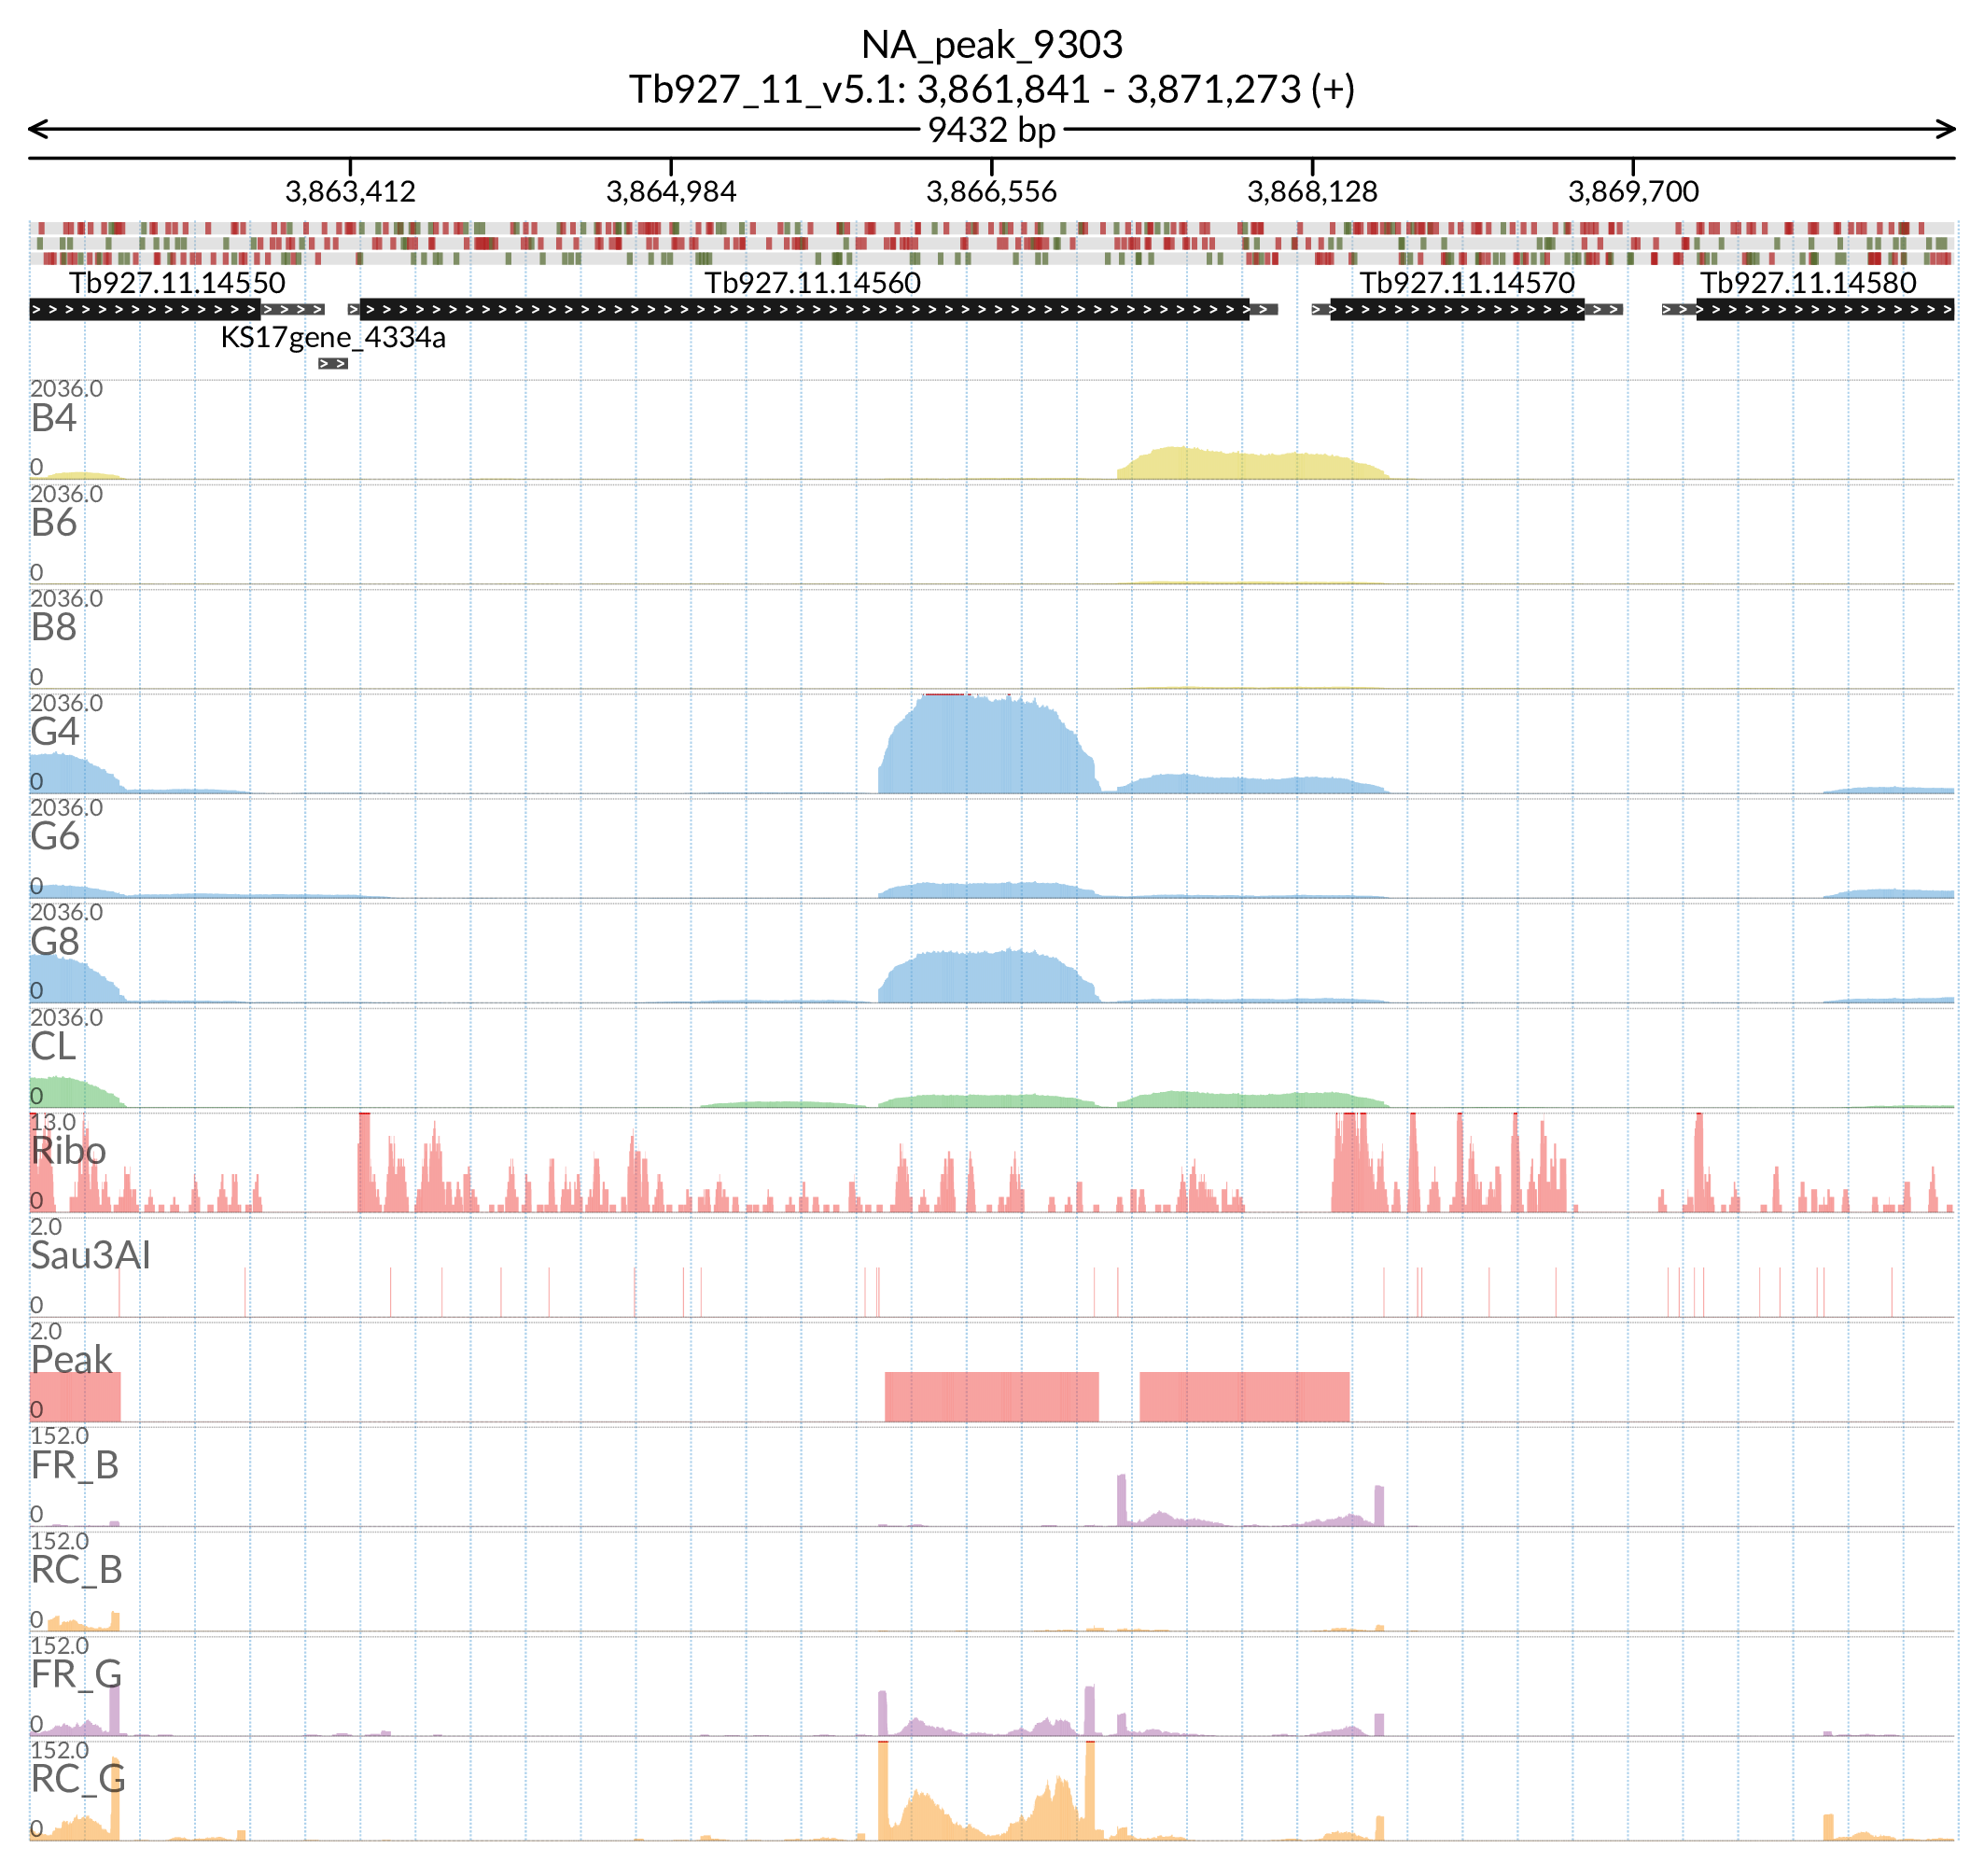 NA_peak_9303
Tb927_11_v5.1: 3,861,841 - 3,871,273 (+)
9432 bp
3,863,412 3,864,984 3,866,556 3,868,128 3,869,700
Tb927.11.14550 Tb927.11.14560 Tb927.11.14570 Tb927.11.14580
KS17gene_4334a
2036.0
B4
0
2036.0
B6
0
2036.0
B8
0
2036.0
G4
0
2036.0
G6
0
2036.0
G8
0
2036.0
CL
0
13.0
Ribo
0
2.0
Sau3AI
0
2.0
Peak
0
152.0
FR_B
0
152.0
RC_B
0
152.0
FR_G
0
152.0
RC_G
0